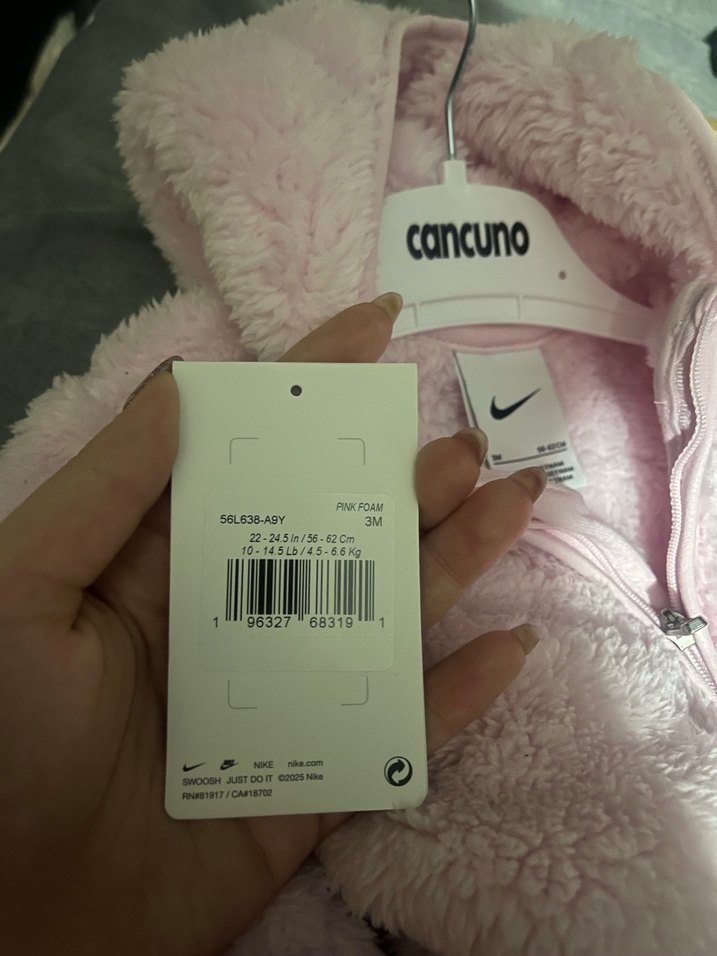 cancuno
3M 56-62CM
PINK FOAM
56L638-A9Y 3M
22 - 24.5 in / 56 - 62 Cm
10 - 14.5 Lb / 4.5 - 6.6 Kg
1 96327 68319 1
NIKE nike.com
SWOOSH JUST DO IT ©2025 Nike
RN#81917 / CA#18702